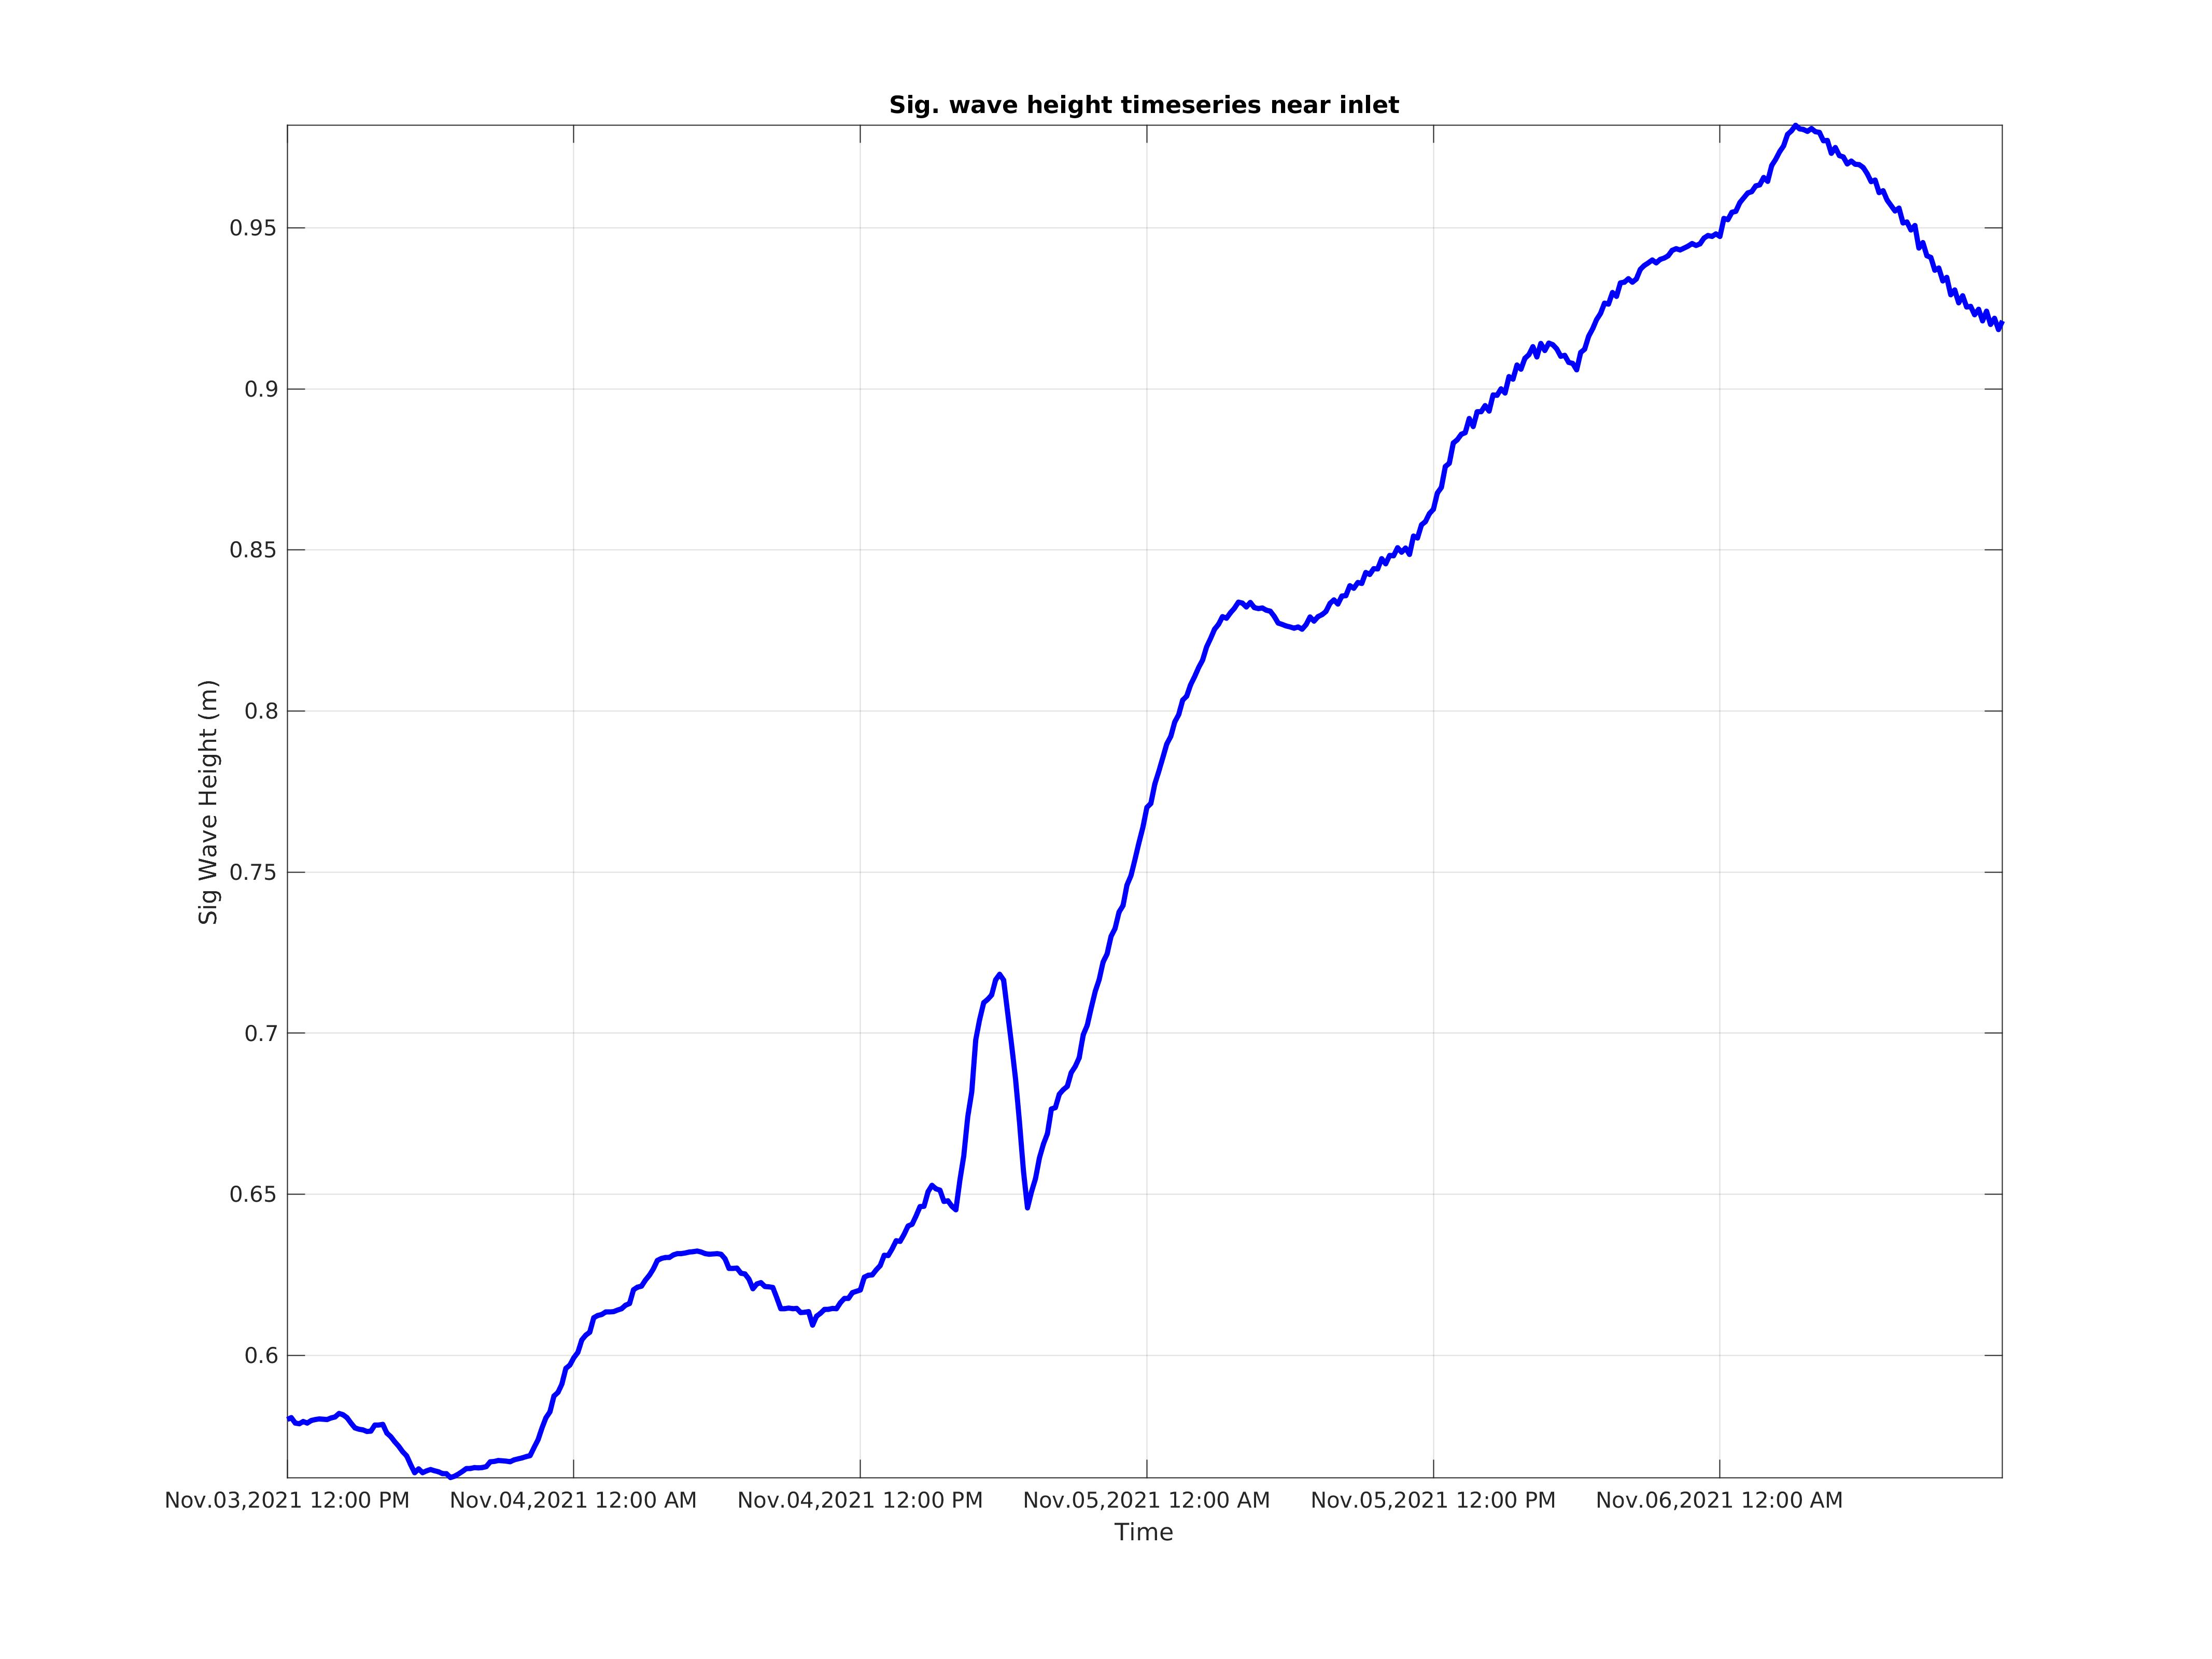 Sig. wave height timeseries near inlet
Sig Wave Height (m)
0.95
0.9
0.85
0.8
0.75
0.7
0.65
0.6
Nov.03,2021 12:00 PM Nov.04,2021 12:00 AM Nov.04,2021 12:00 PM Nov.05,2021 12:00 AM Nov.05,2021 12:00 PM Nov.06,2021 12:00 AM
Time